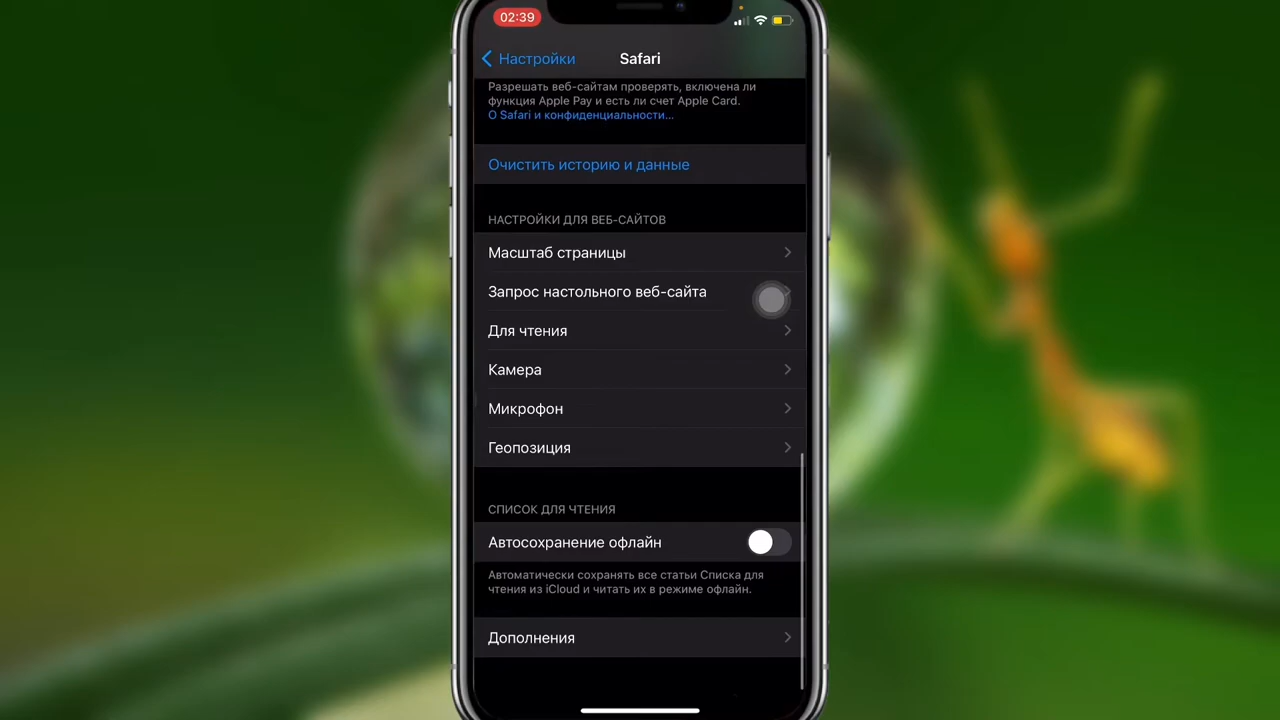 02:39
Настройки
Safari
Разрешать веб-сайтам проверять, включена ли
функция Apple Pay и есть ли счет Apple Card.
О Safari и конфиденциальности...
Очистить историю и данные
НАСТРОЙКИ ДЛЯ ВЕБ-САЙТОВ
Масштаб страницы
Запрос настольного веб-сайта
Для чтения
Камера
Микрофон
Геопозиция
СПИСОК ДЛЯ ЧТЕНИЯ
Автосохранение офлайн
Автоматически сохранять все статьи Списка для
чтения из iCloud и читать их в режиме офлайн.
Дополнения